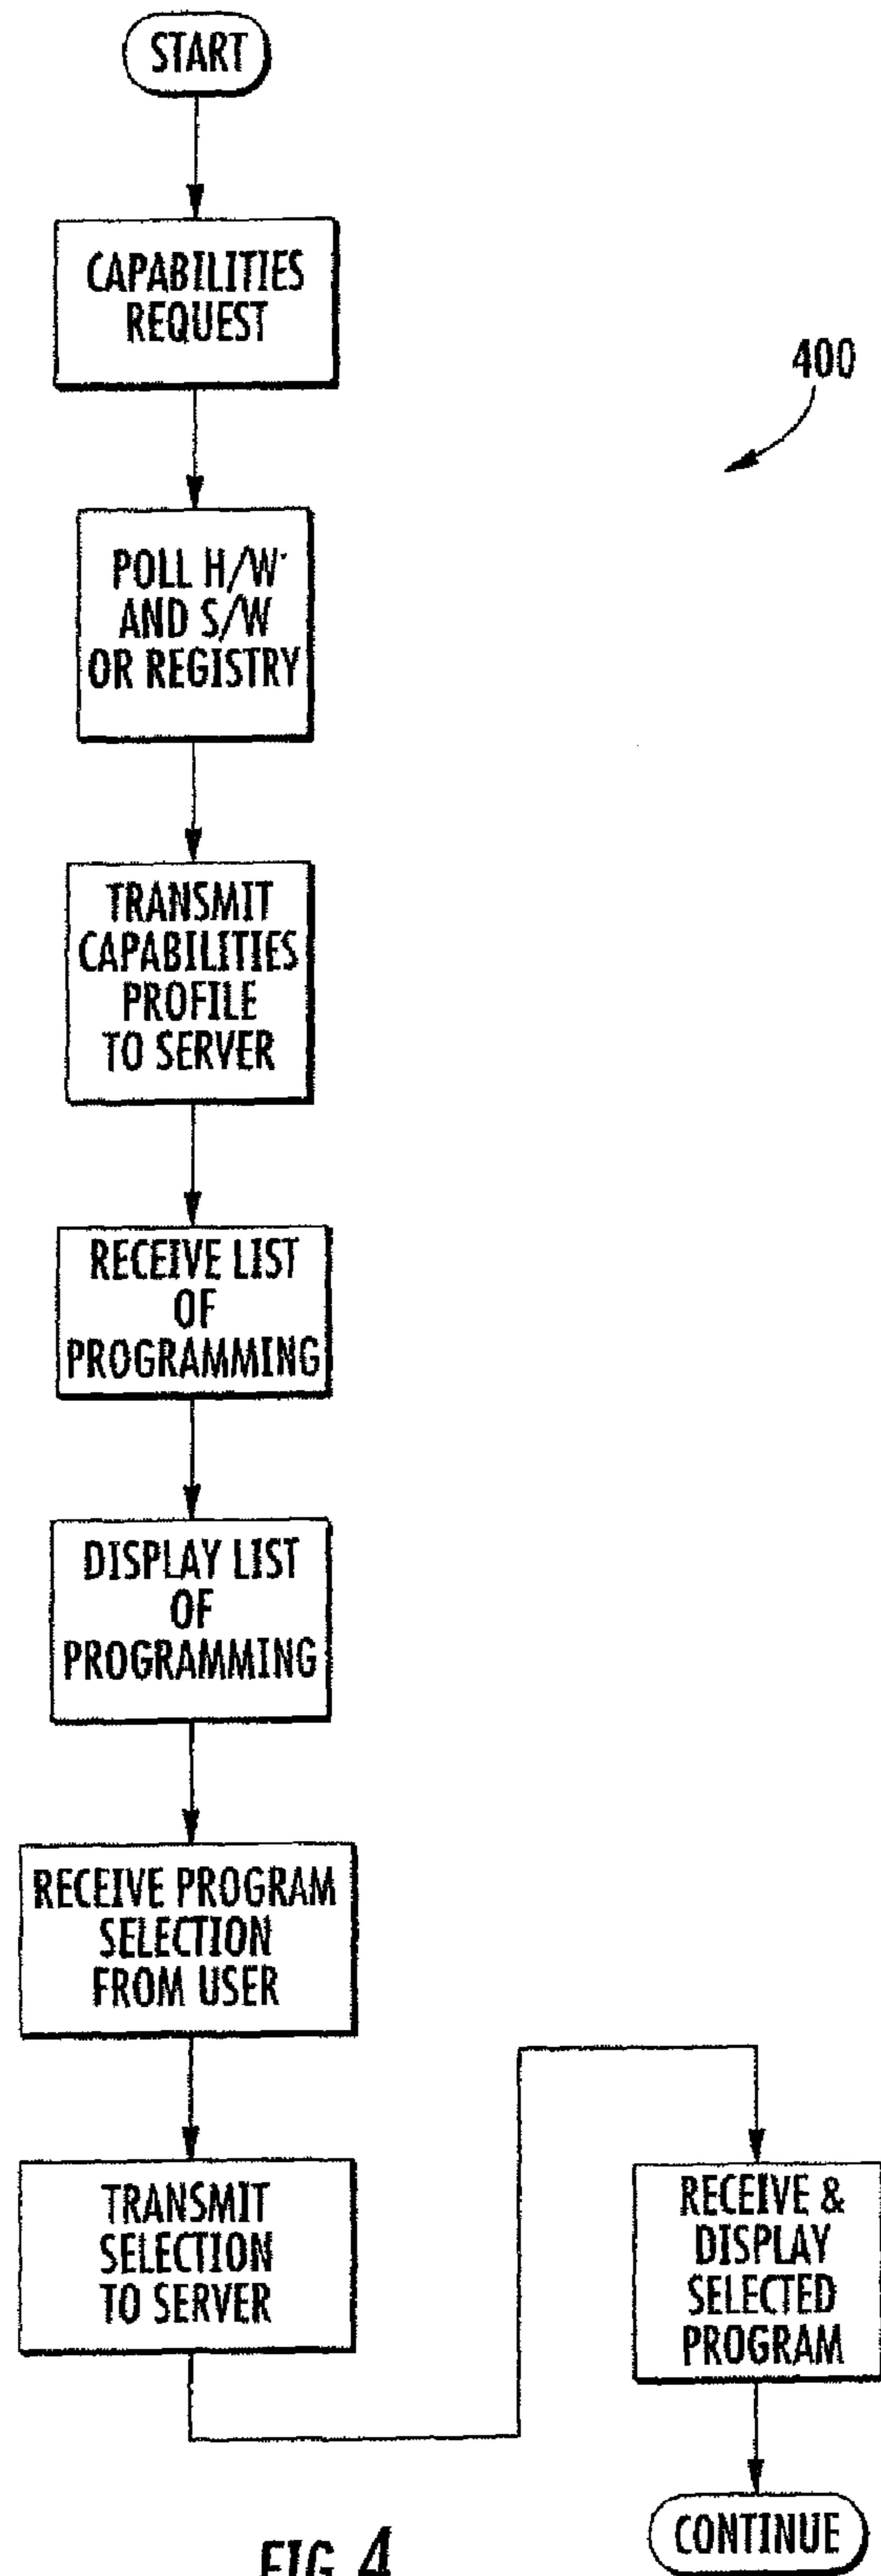 START
CAPABILITIES
REQUEST
400
POLL H/W
AND S/W
OR REGISTRY
TRANSMIT
CAPABILITIES
PROFILE
TO SERVER
RECEIVE LIST
OF
PROGRAMMING
DISPLAY LIST
OF
PROGRAMMING
RECEIVE PROGRAM
SELECTION
FROM USER
TRANSMIT
SELECTION
TO SERVER
RECEIVE &
DISPLAY
SELECTED
PROGRAM
CONTINUE
FIG. 4